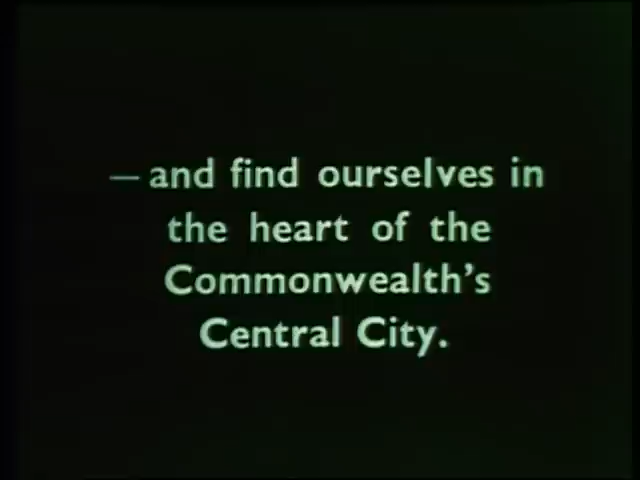 —and find ourselves in
the heart of the
Commonwealth's
Central City.